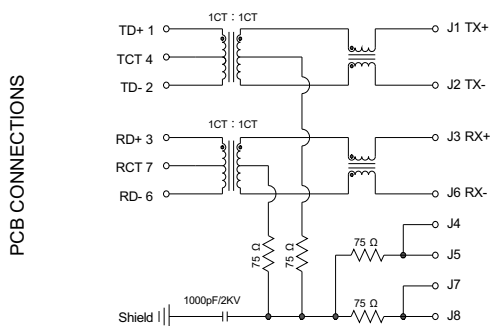 PCB CONNECTIONS
1CT : 1CT
TD+ 1
TCT 4
TD- 2
J1 TX+
J2 TX-
1CT : 1CT
RD+ 3
RCT 7
RD- 6
J3 RX+
J6 RX-
75 Ω
75 Ω
75 Ω
J4
J5
J7
75 Ω
J8
1000pF/2KV
Shield